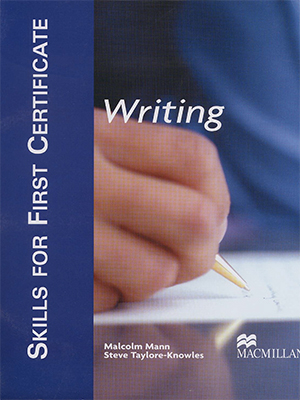 SKILLS FOR FIRST CERTIFICATE
Writing
Malcolm Mann
Steve Taylore-Knowles
MACMILLAN